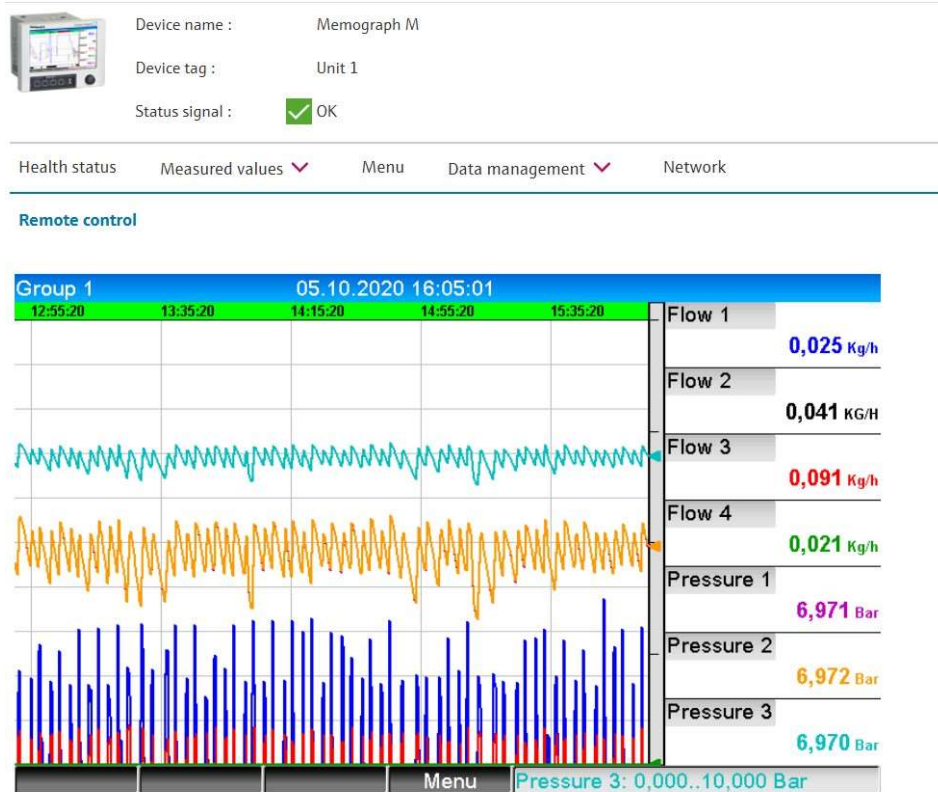 Device name : Memograph M
Device tag : Unit 1
Status signal : OK
Health status Measured values Menu Data management Network
Remote control
Group 1 05.10.2020 16:05:01
12:55:20 13:35:20 14:15:20 14:55:20 15:35:20
Flow 1
0,025 Kg/h
Flow 2
0,041 KG/H
Flow 3
0,091 Kg/h
Flow 4
0,021 Kg/h
Pressure 1
6,971 Bar
Pressure 2
6,972 Bar
Pressure 3
6,970 Bar
Menu Pressure 3: 0,000..10,000 Bar